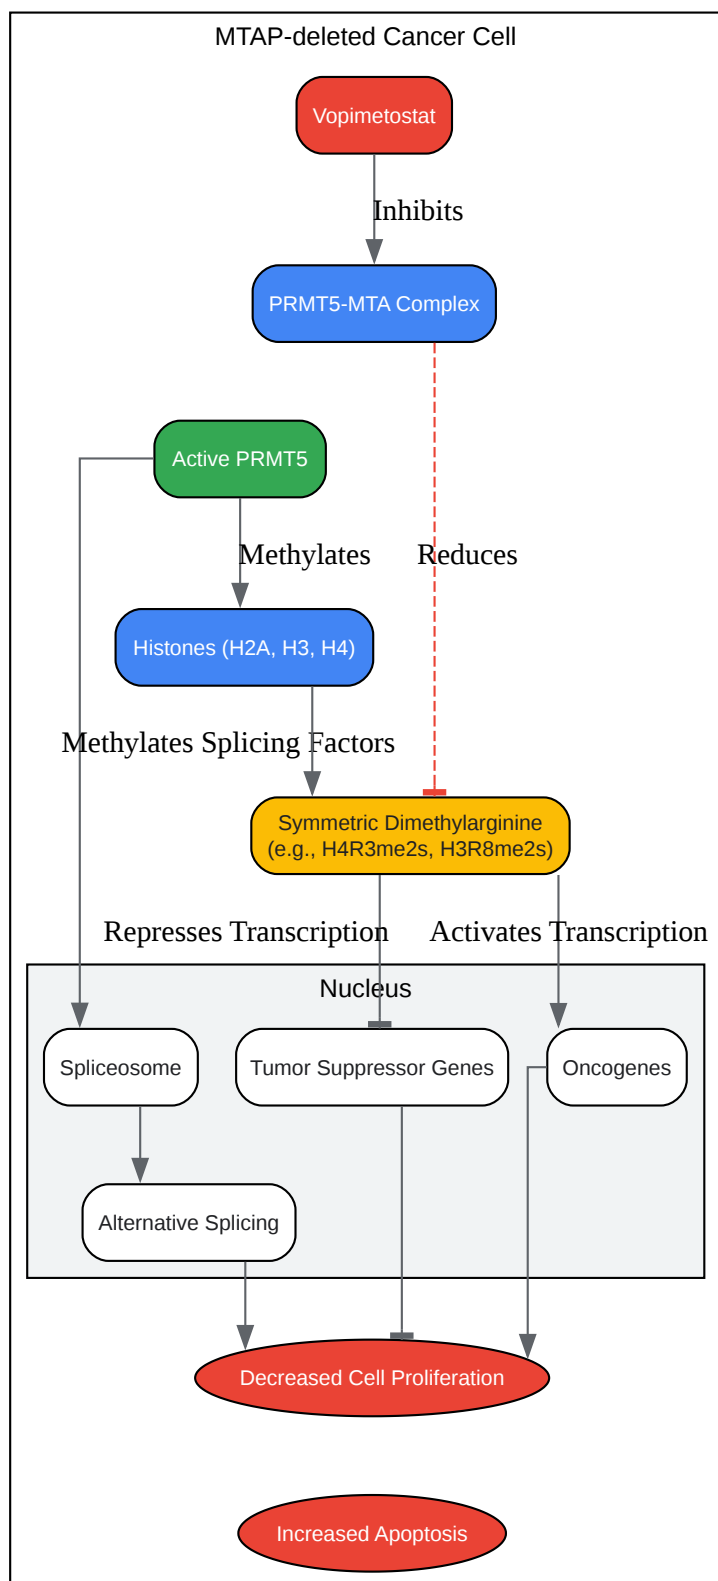 MTAP-deleted Cancer Cell
Vopimetostat
Inhibits
PRMT5-MTA Complex
Active PRMT5
Methylates
Reduces
Histones (H2A, H3, H4)
Methylates Splicing Factors
Symmetric Dimethylarginine
(e.g., H4R3me2s, H3R8me2s)
Represses Transcription
Activates Transcription
Nucleus
Spliceosome
Tumor Suppressor Genes
Oncogenes
Alternative Splicing
Decreased Cell Proliferation
Increased Apoptosis